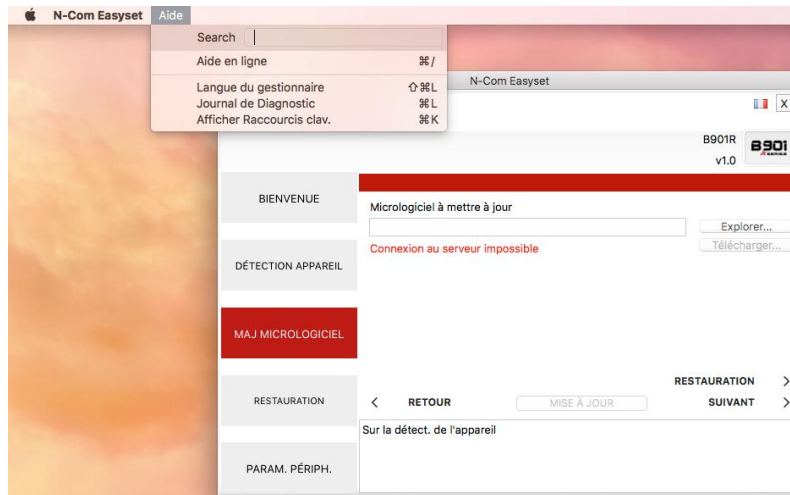 N-Com Easyset Aide
Search
Aide en ligne ⌘/
Langue du gestionnaire ⇧⌘L
Journal de Diagnostic ⌘L
Afficher Raccourcis clav. ⌘K
N-Com Easyset
X
B901R
v1.0
B901
R SERIES
BIENVENUE
DÉTECTION APPAREIL
MAJ MICROLOGICIEL
RESTAURATION
PARAM. PÉRIPH.
Micrologiciel à mettre à jour
Explorer...
Connexion au serveur impossible
Télécharger...
RESTAURATION >
< RETOUR MISE À JOUR SUIVANT >
Sur la détect. de l'appareil